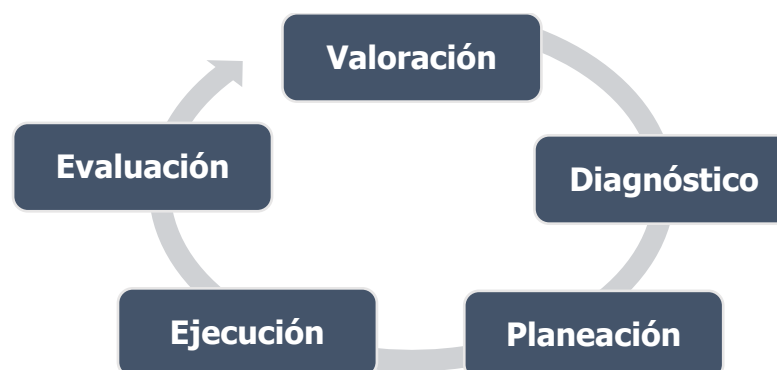 Valoración
Diagnóstico
Planeación
Ejecución
Evaluación